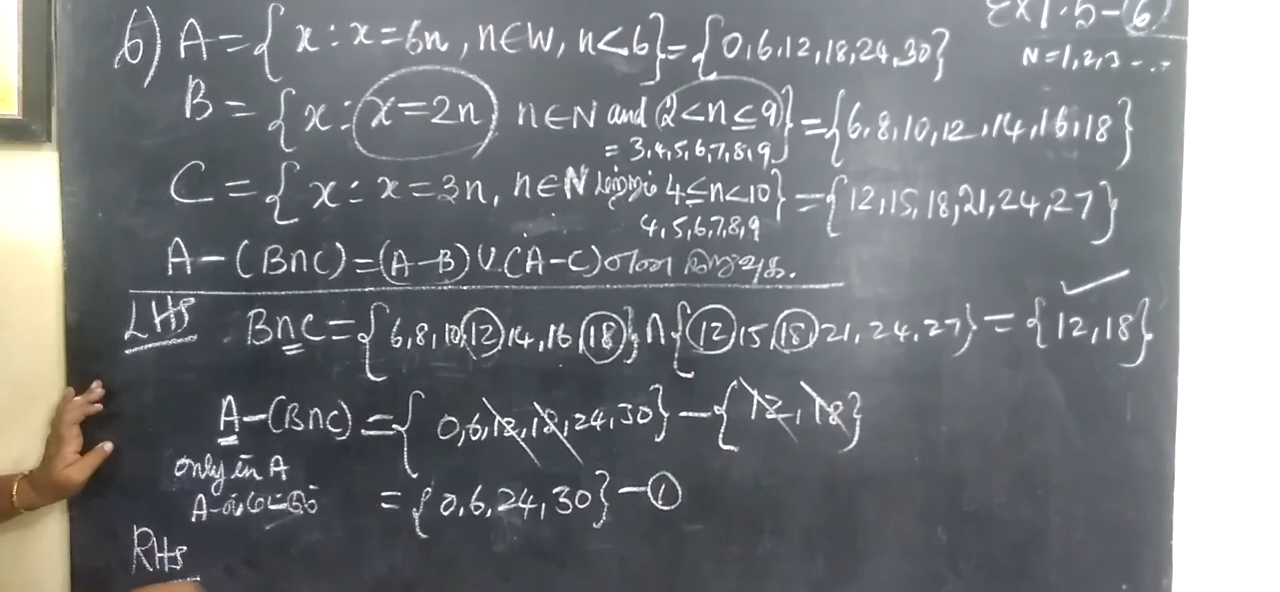 Ex 1.5-(6)
6) A = { x : x = 6n, n∈W, n<6} = {0,6,12,18,24,30}
N=1,2,3 ....
B = { x : x=2n, n∈N and 2<n≤9} = {6,8,10,12,14,16,18}
= 3,4,5,6,7,8,9
C = { x : x = 3n, n∈N மற்றும் 4≤n<10} = {12,15,18,21,24,27}
4,5,6,7,8,9
A-(B∩C)=(A-B)∪(A-C) என
LHS B∩C = {6,8,10,12,14,16,18}∩{12,15,18,21,24,27} = {12,18}
A-(B∩C) = {0,6,12,18,24,30}-{12,18}
only in A
A-ல் மட்டும் = {0,6,24,30} -①
RHS